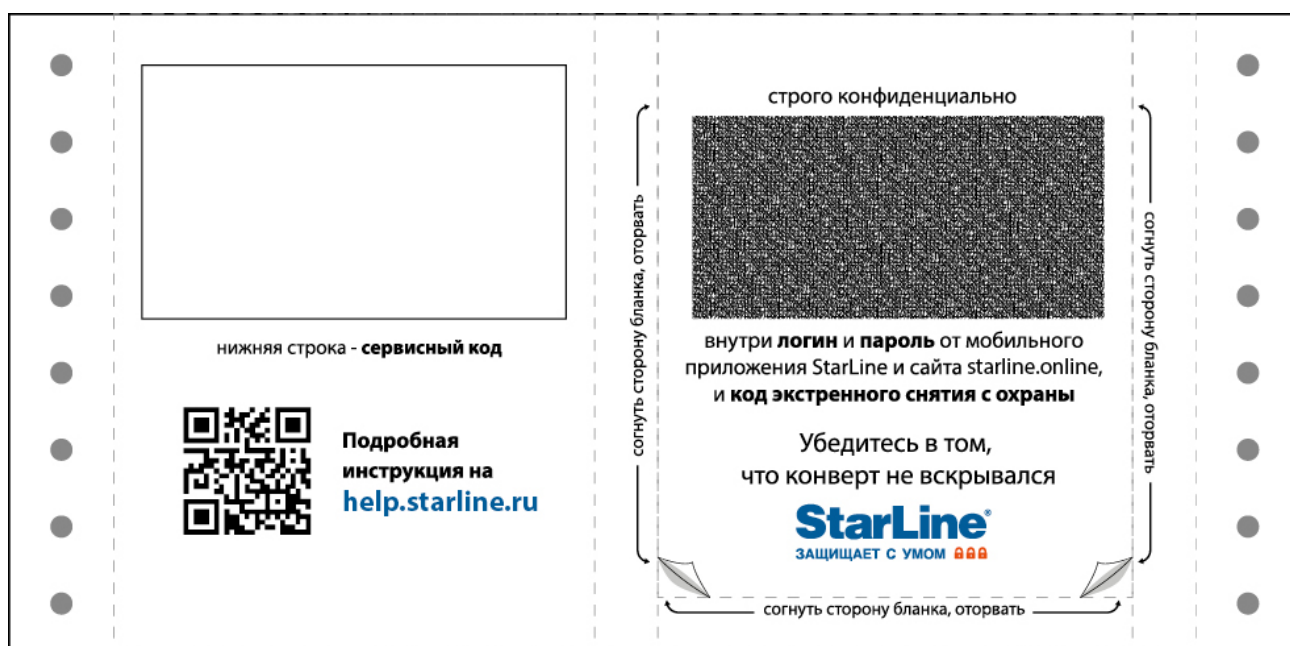 нижняя строка - сервисный код
Подробная
инструкция на
help.starline.ru
строго конфиденциально
согнуть сторону бланка, оторвать
внутри логин и пароль от мобильного
приложения StarLine и сайта starline.online,
и код экстренного снятия с охраны
Убедитесь в том,
что конверт не вскрывался
StarLine®
ЗАЩИЩАЕТ С УМОМ
согнуть сторону бланка, оторвать
согнуть сторону бланка, оторвать